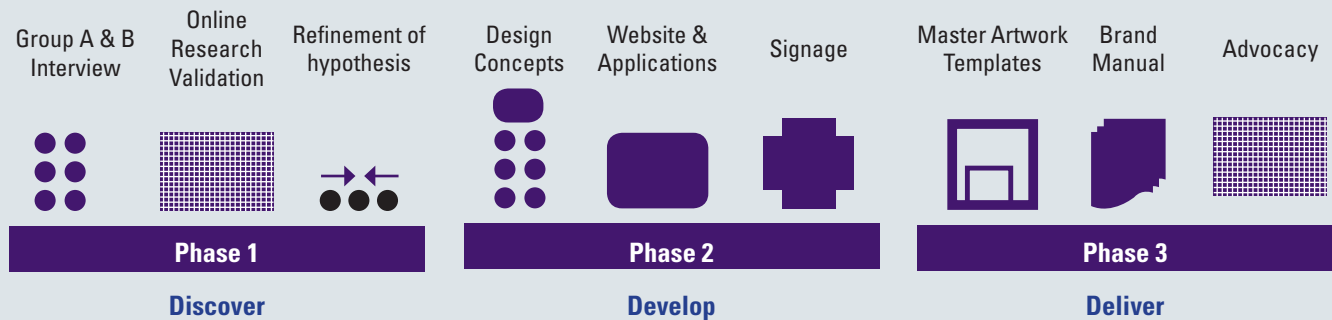 Group A & B
Interview
Online
Research
Validation
Refinement of
hypothesis
Design
Concepts
Website &
Applications
Signage
Master Artwork
Templates
Brand
Manual
Advocacy
Phase 1
Phase 2
Phase 3
Discover
Develop
Deliver